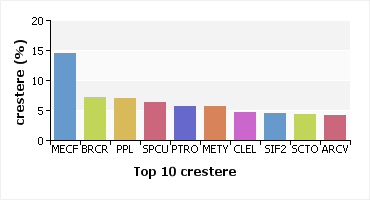 crestere (%)
20
15
10
5
0
MECF BRCR PPL SPCU PTRO METY CLEL SIF2 SCTO ARCV
Top 10 crestere